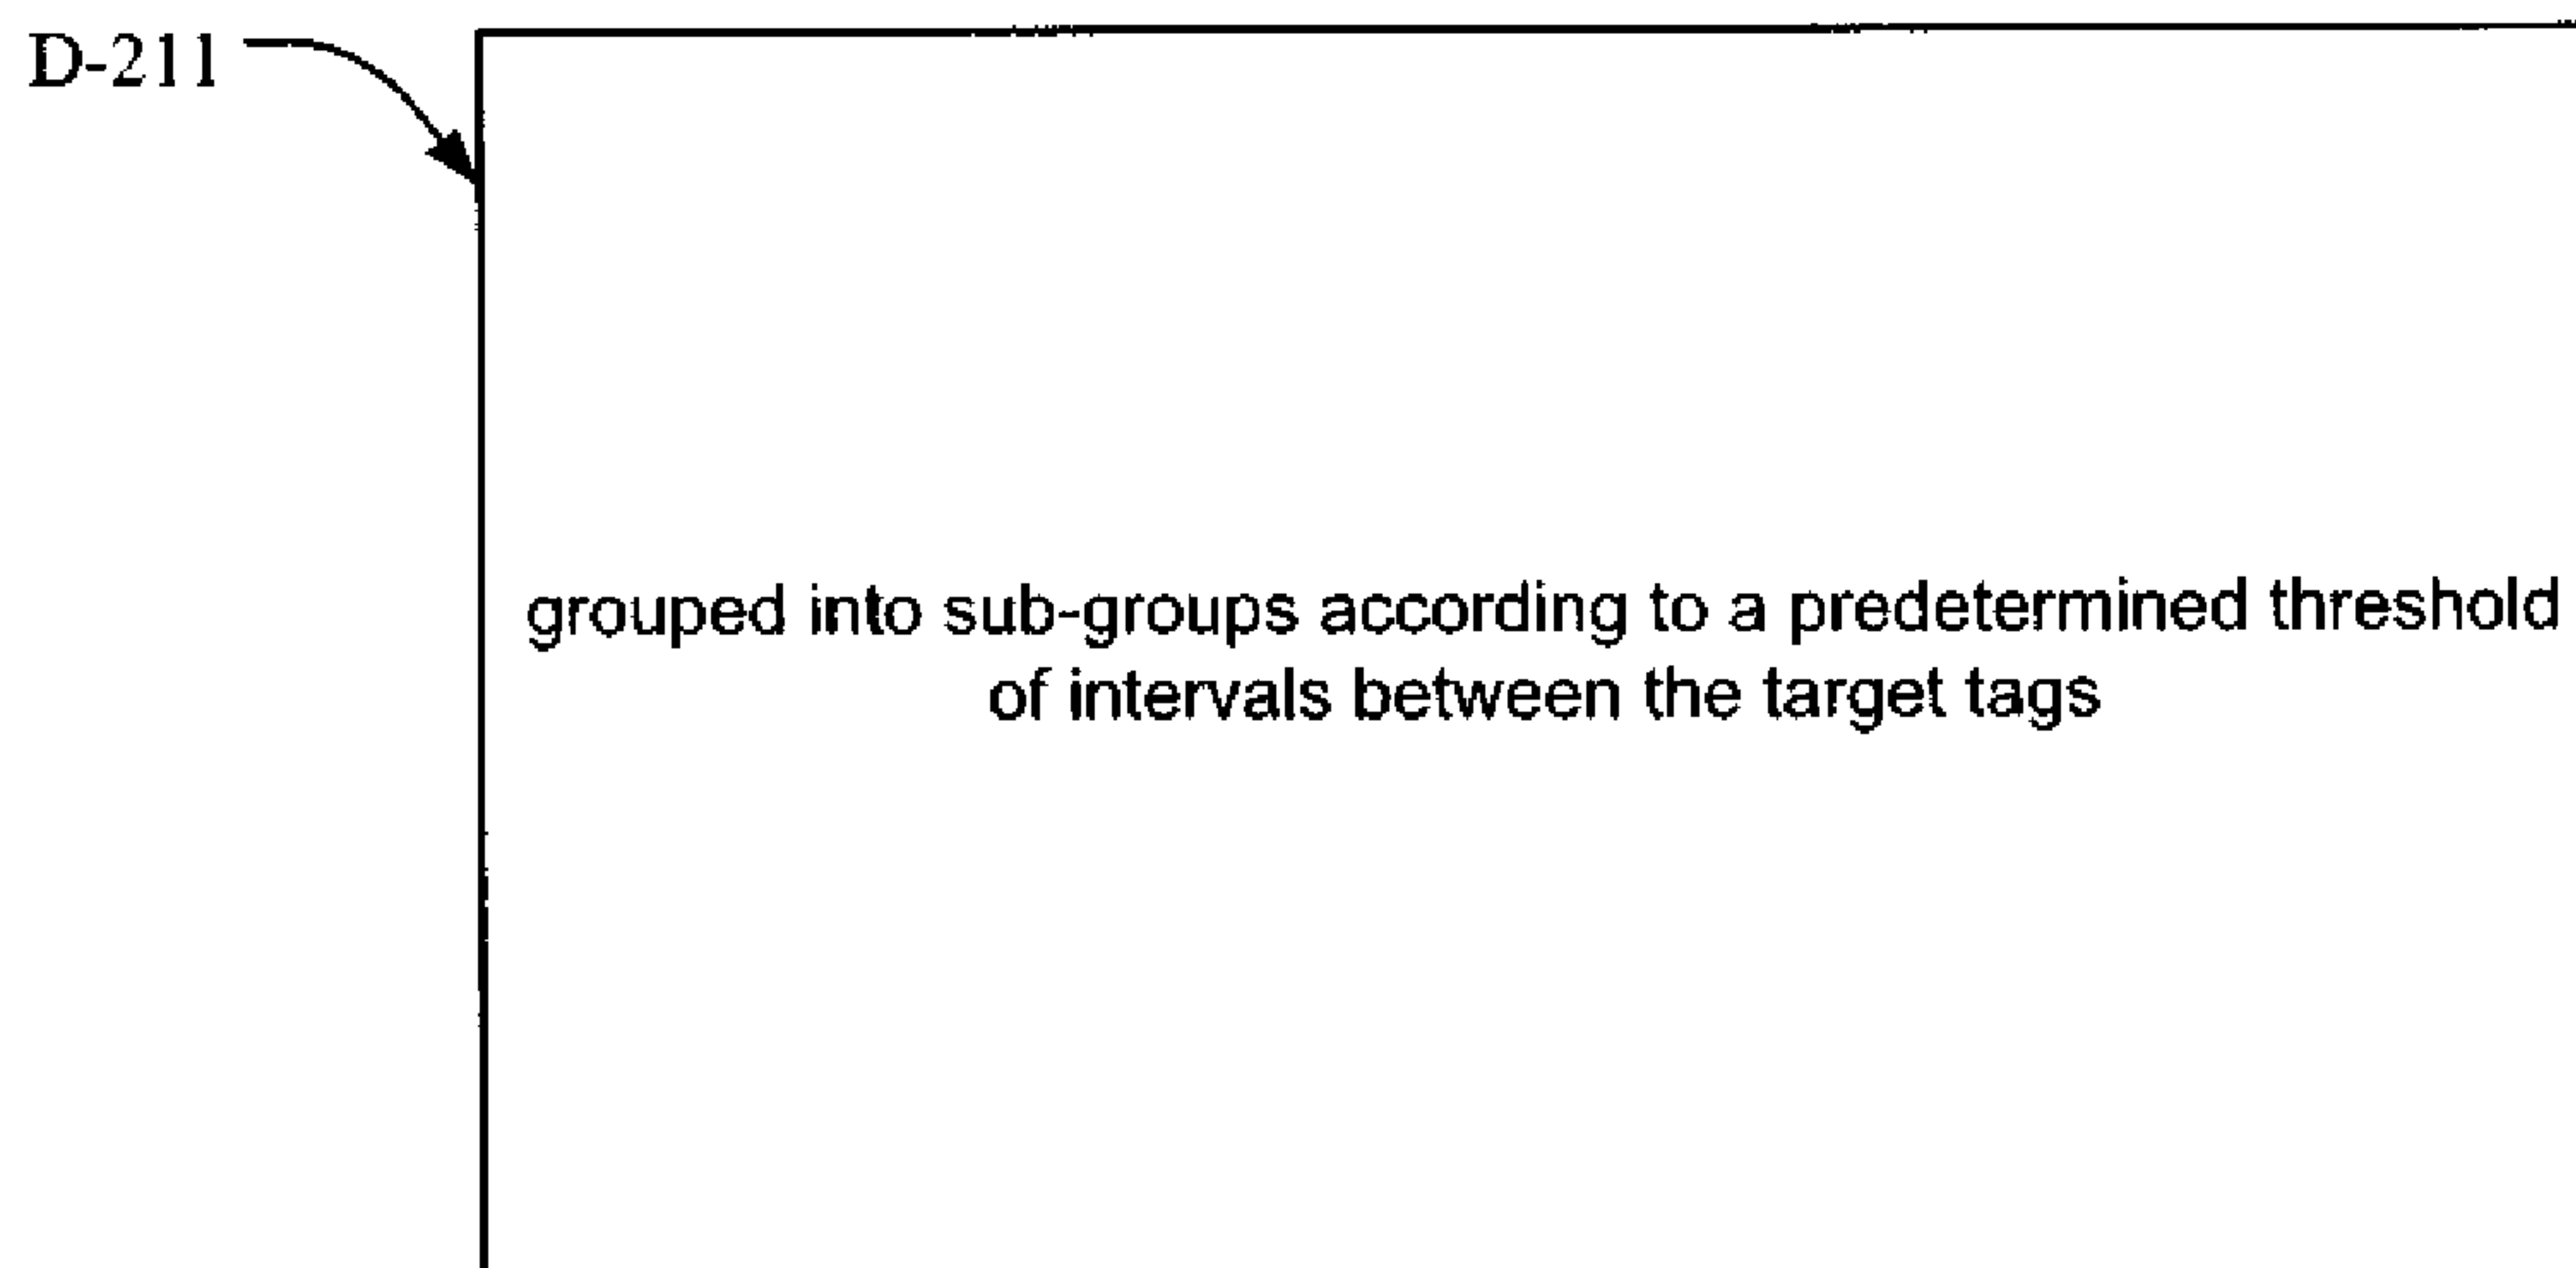 D-211
grouped into sub-groups according to a predetermined threshold
of intervals between the target tags